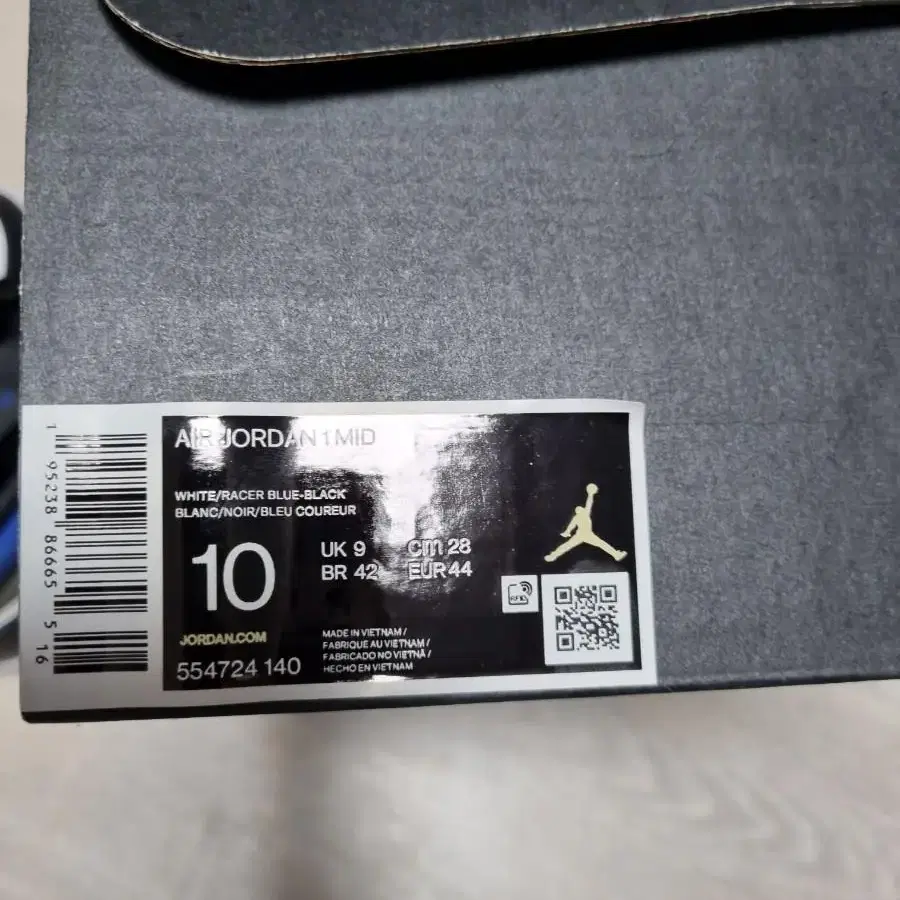 AIR JORDAN 1 MID
WHITE/RACER BLUE-BLACK
BLANC/NOIR/BLEU COUREUR
10
UK 9 cm 28
BR 42 EUR 44
RFID
JORDAN.COM
554724 140
MADE IN VIETNAM /
FABRIQUE AU VIETNAM /
FABRICADO NO VIETNÃ /
HECHO EN VIETNAM
1 95238 86665 5 16